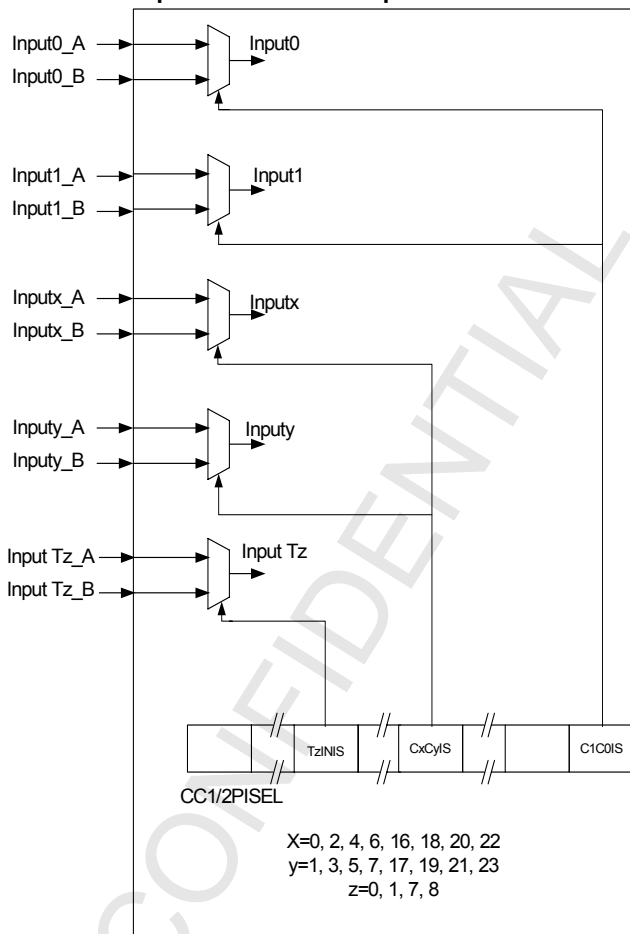 Input0_A
Input0_B
Input0
Input1_A
Input1_B
Input1
Inputx_A
Inputx_B
Inputx
Inputy_A
Inputy_B
Inputy
Input Tz_A
Input Tz_B
Input Tz
TzINIS
CxCyIS
C1C0IS
CC1/2PISEL
X=0, 2, 4, 6, 16, 18, 20, 22
y=1, 3, 5, 7, 17, 19, 21, 23
z=0, 1, 7, 8
CONFIDENTIAL